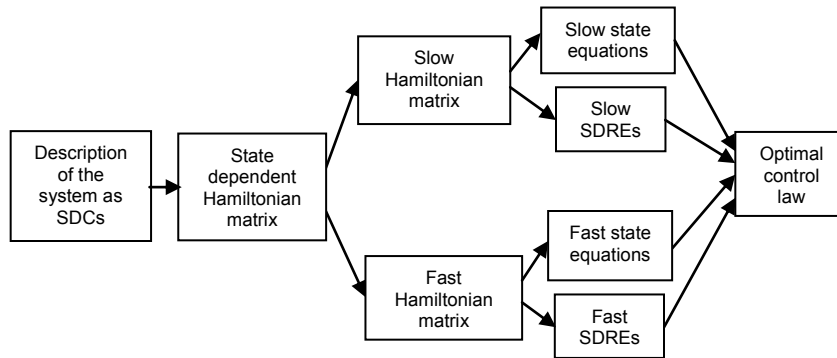 Description
of the
system as
SDCs
State
dependent
Hamiltonian
matrix
Slow
Hamiltonian
matrix
Fast
Hamiltonian
matrix
Slow state
equations
Slow
SDREs
Fast state
equations
Fast
SDREs
Optimal
control
law